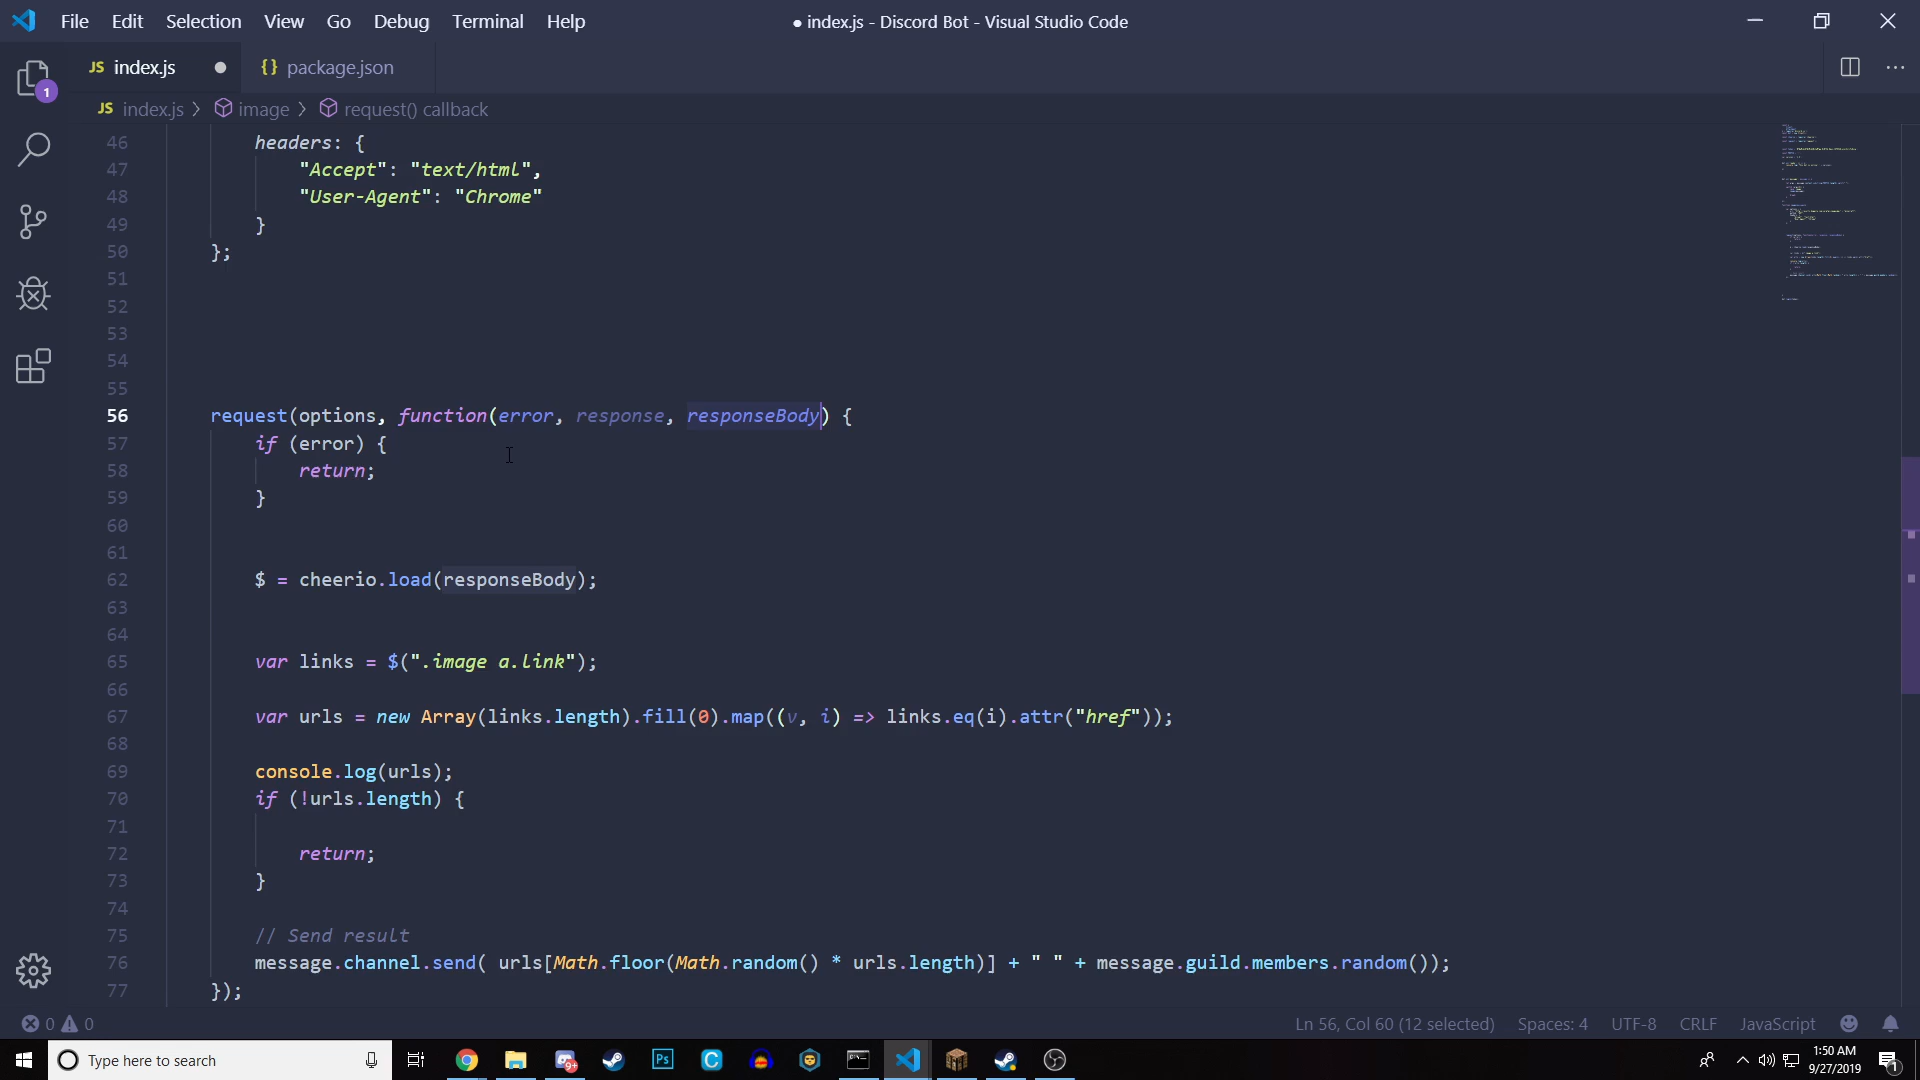 File Edit Selection View Go Debug Terminal Help
● index.js - Discord Bot - Visual Studio Code
JS index.js ● {} package.json
1
JS index.js > image > request() callback
46 headers: {
47 "Accept": "text/html",
48 "User-Agent": "Chrome"
49 }
50 };
51
52
53
54
55
56 request(options, function(error, response, responseBody) {
57 if (error) {
58 return;
59 }
60
61
62 $ = cheerio.load(responseBody);
63
64
65 var links = $(".image a.link");
66
67 var urls = new Array(links.length).fill(0).map((v, i) => links.eq(i).attr("href"));
68
69 console.log(urls);
70 if (!urls.length) {
71
72 return;
73 }
74
75 // Send result
76 message.channel.send( urls[Math.floor(Math.random() * urls.length)] + " " + message.guild.members.random());
77 });
0 0 Ln 56, Col 60 (12 selected) Spaces: 4 UTF-8 CRLF JavaScript
Type here to search
9+
Ps
C
1:50 AM
9/27/2019
1